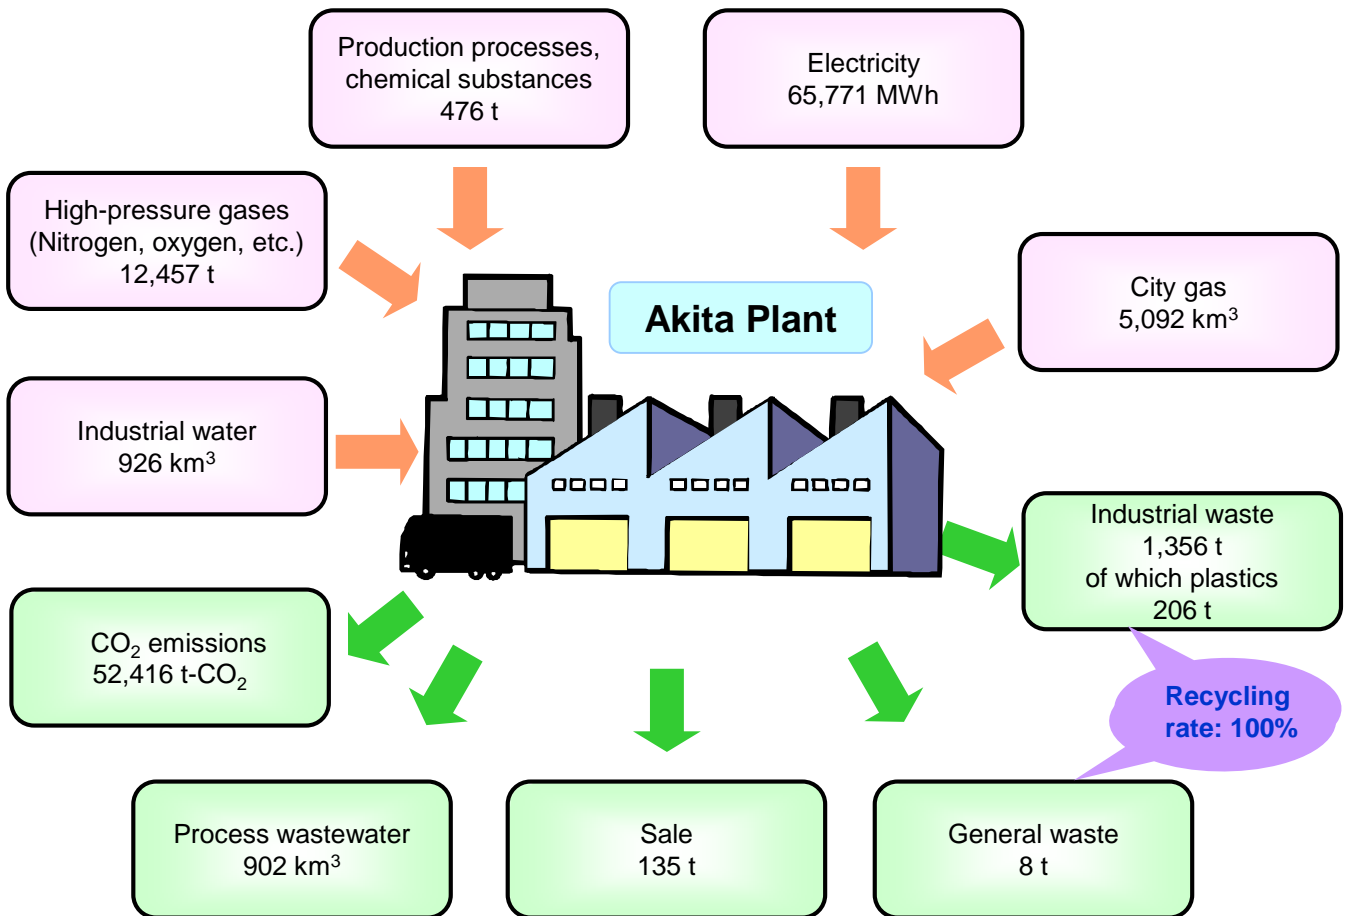 Production processes,
chemical substances
476 t
Electricity
65,771 MWh
High-pressure gases
(Nitrogen, oxygen, etc.)
12,457 t
City gas
5,092 km³
Akita Plant
Industrial water
926 km³
Industrial waste
1,356 t
of which plastics
206 t
CO₂ emissions
52,416 t-CO₂
Recycling
rate: 100%
Process wastewater
902 km³
Sale
135 t
General waste
8 t